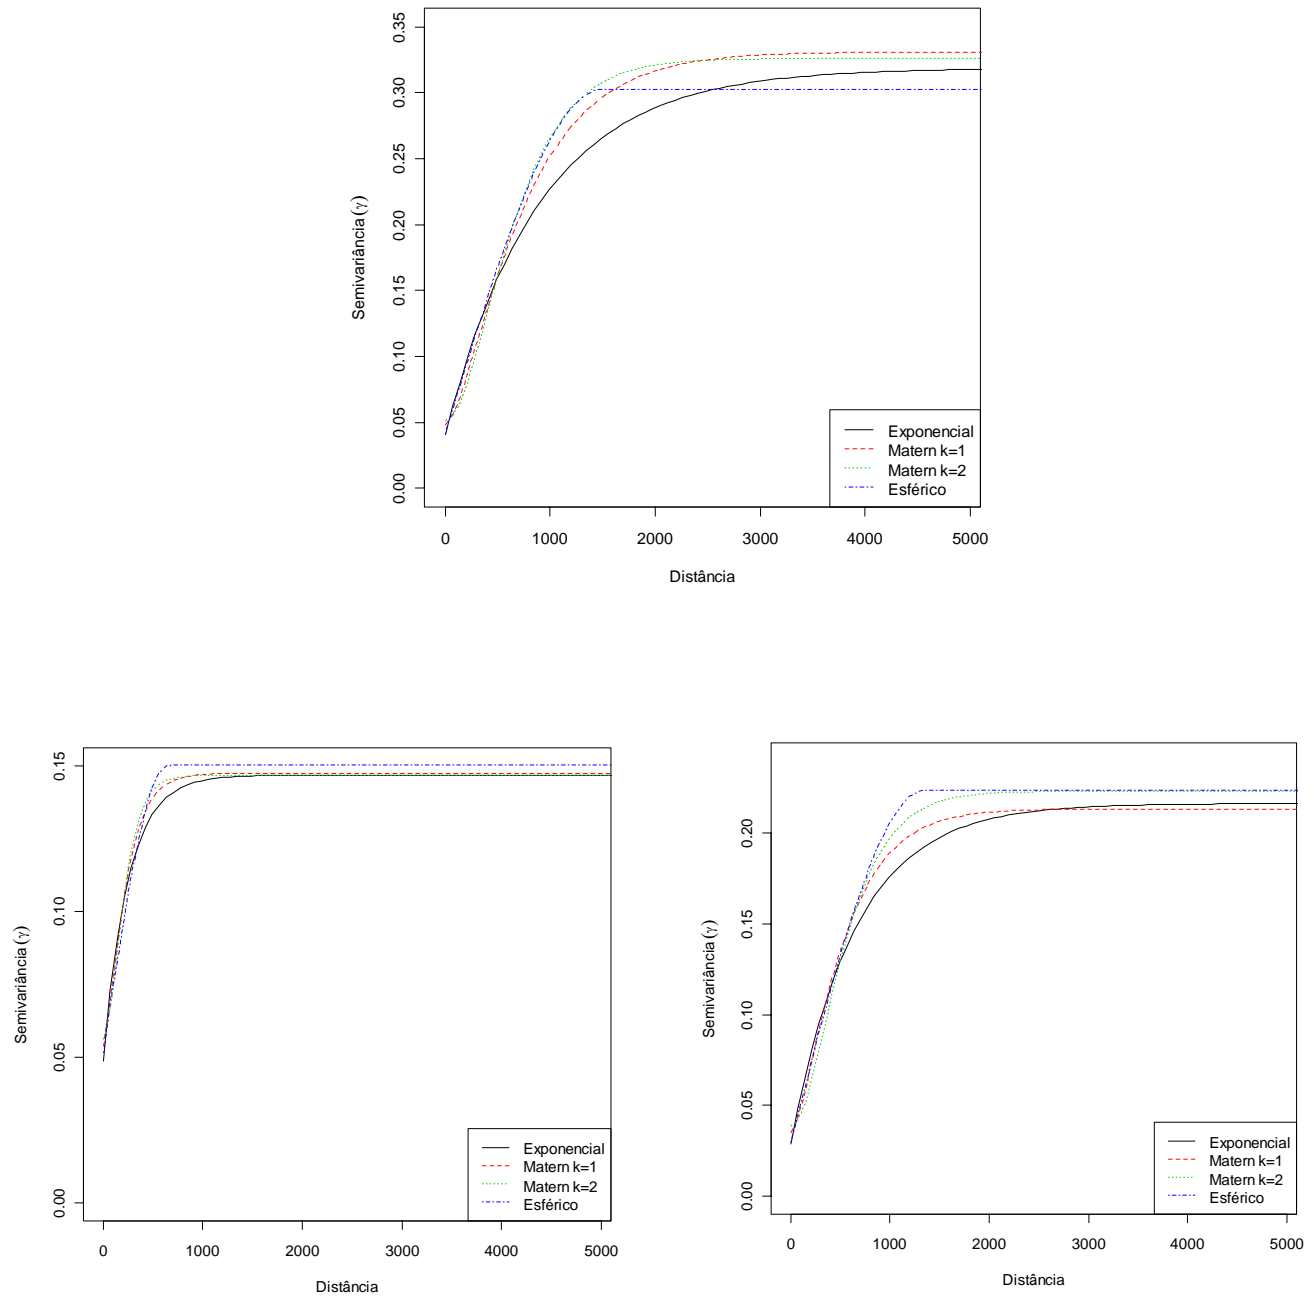 0.35
0.30
0.25
0.20
0.15
0.10
0.05
0.00
Semivariância (γ)
Exponencial
Matern k=1
Matern k=2
Esférico
0 1000 2000 3000 4000 5000
Distância
0.15
0.10
0.05
0.00
Semivariância (γ)
Exponencial
Matern k=1
Matern k=2
Esférico
0 1000 2000 3000 4000 5000
Distância
0.20
0.15
0.10
0.05
0.00
Semivariância (γ)
Exponencial
Matern k=1
Matern k=2
Esférico
0 1000 2000 3000 4000 5000
Distância